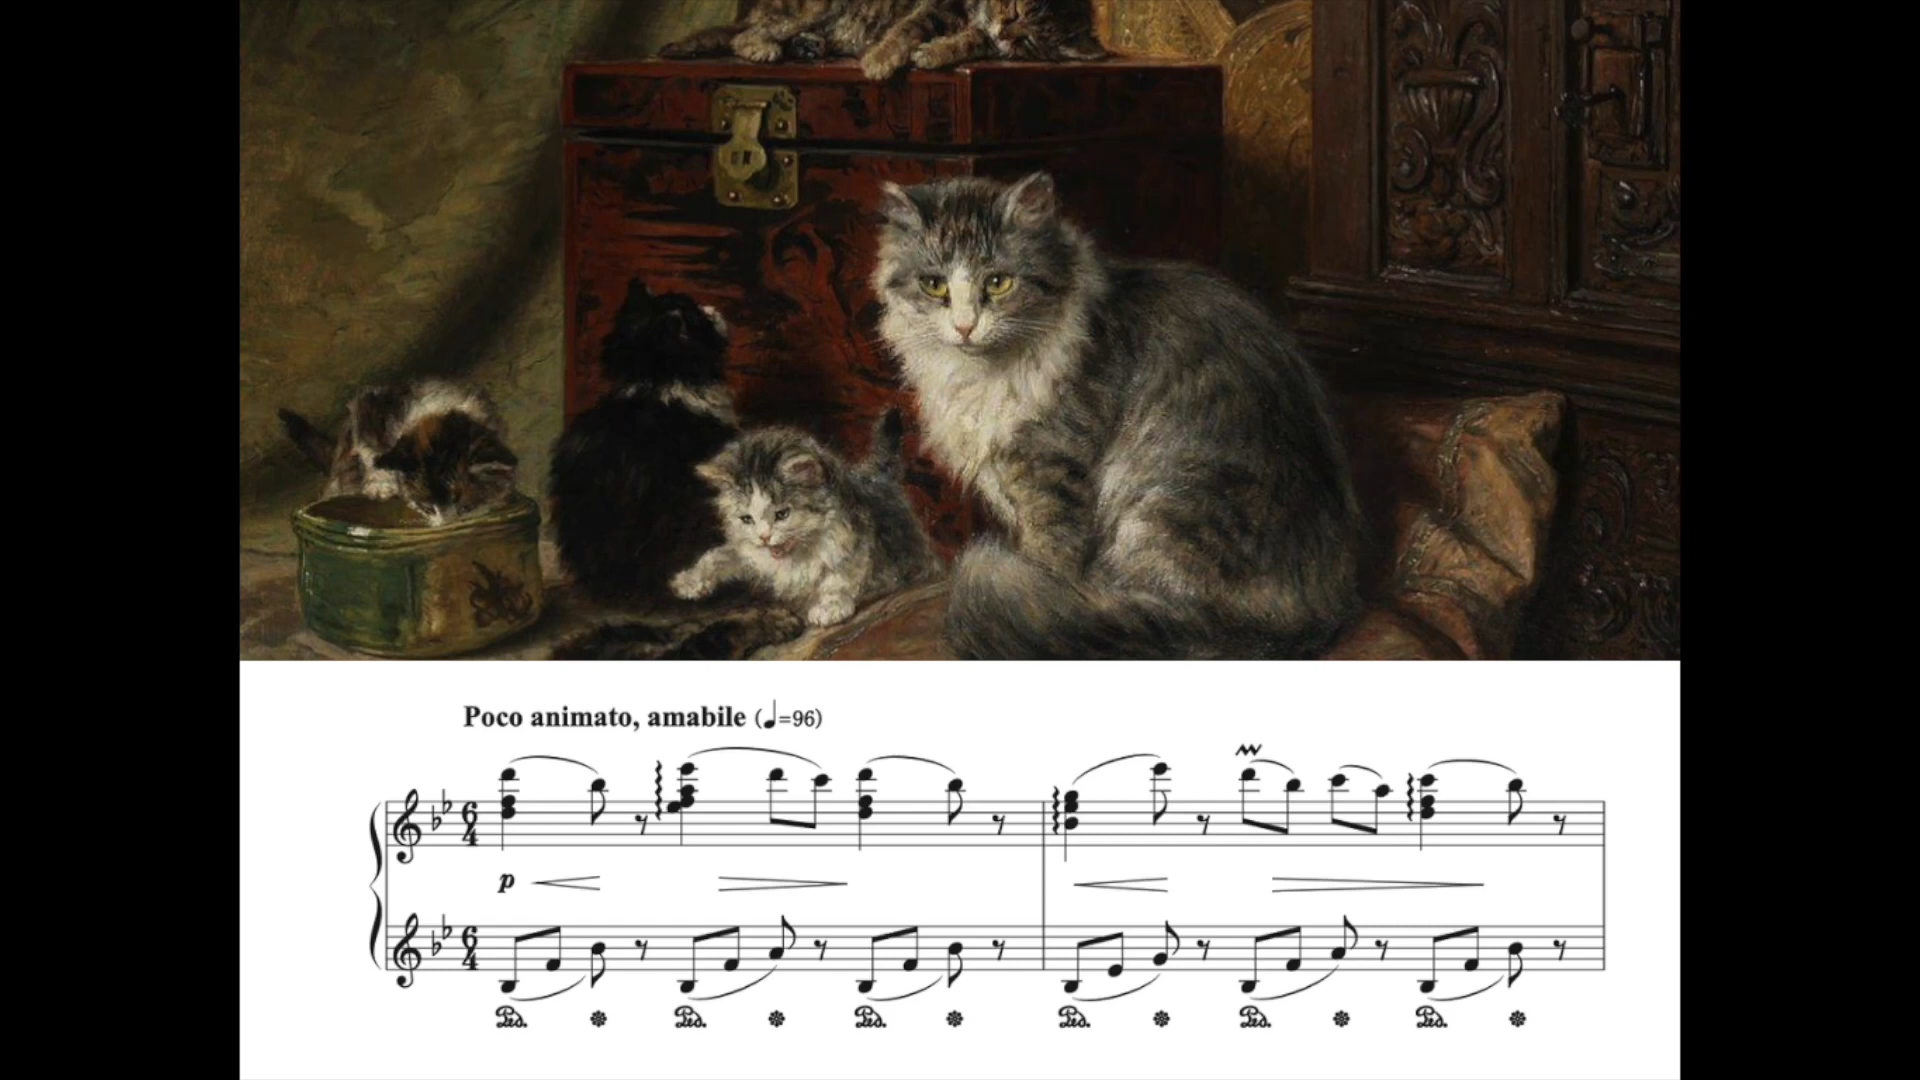 Poco animato, amabile (♩=96)
p
Ped. * Ped. * Ped. * Ped. * Ped. * Ped. *